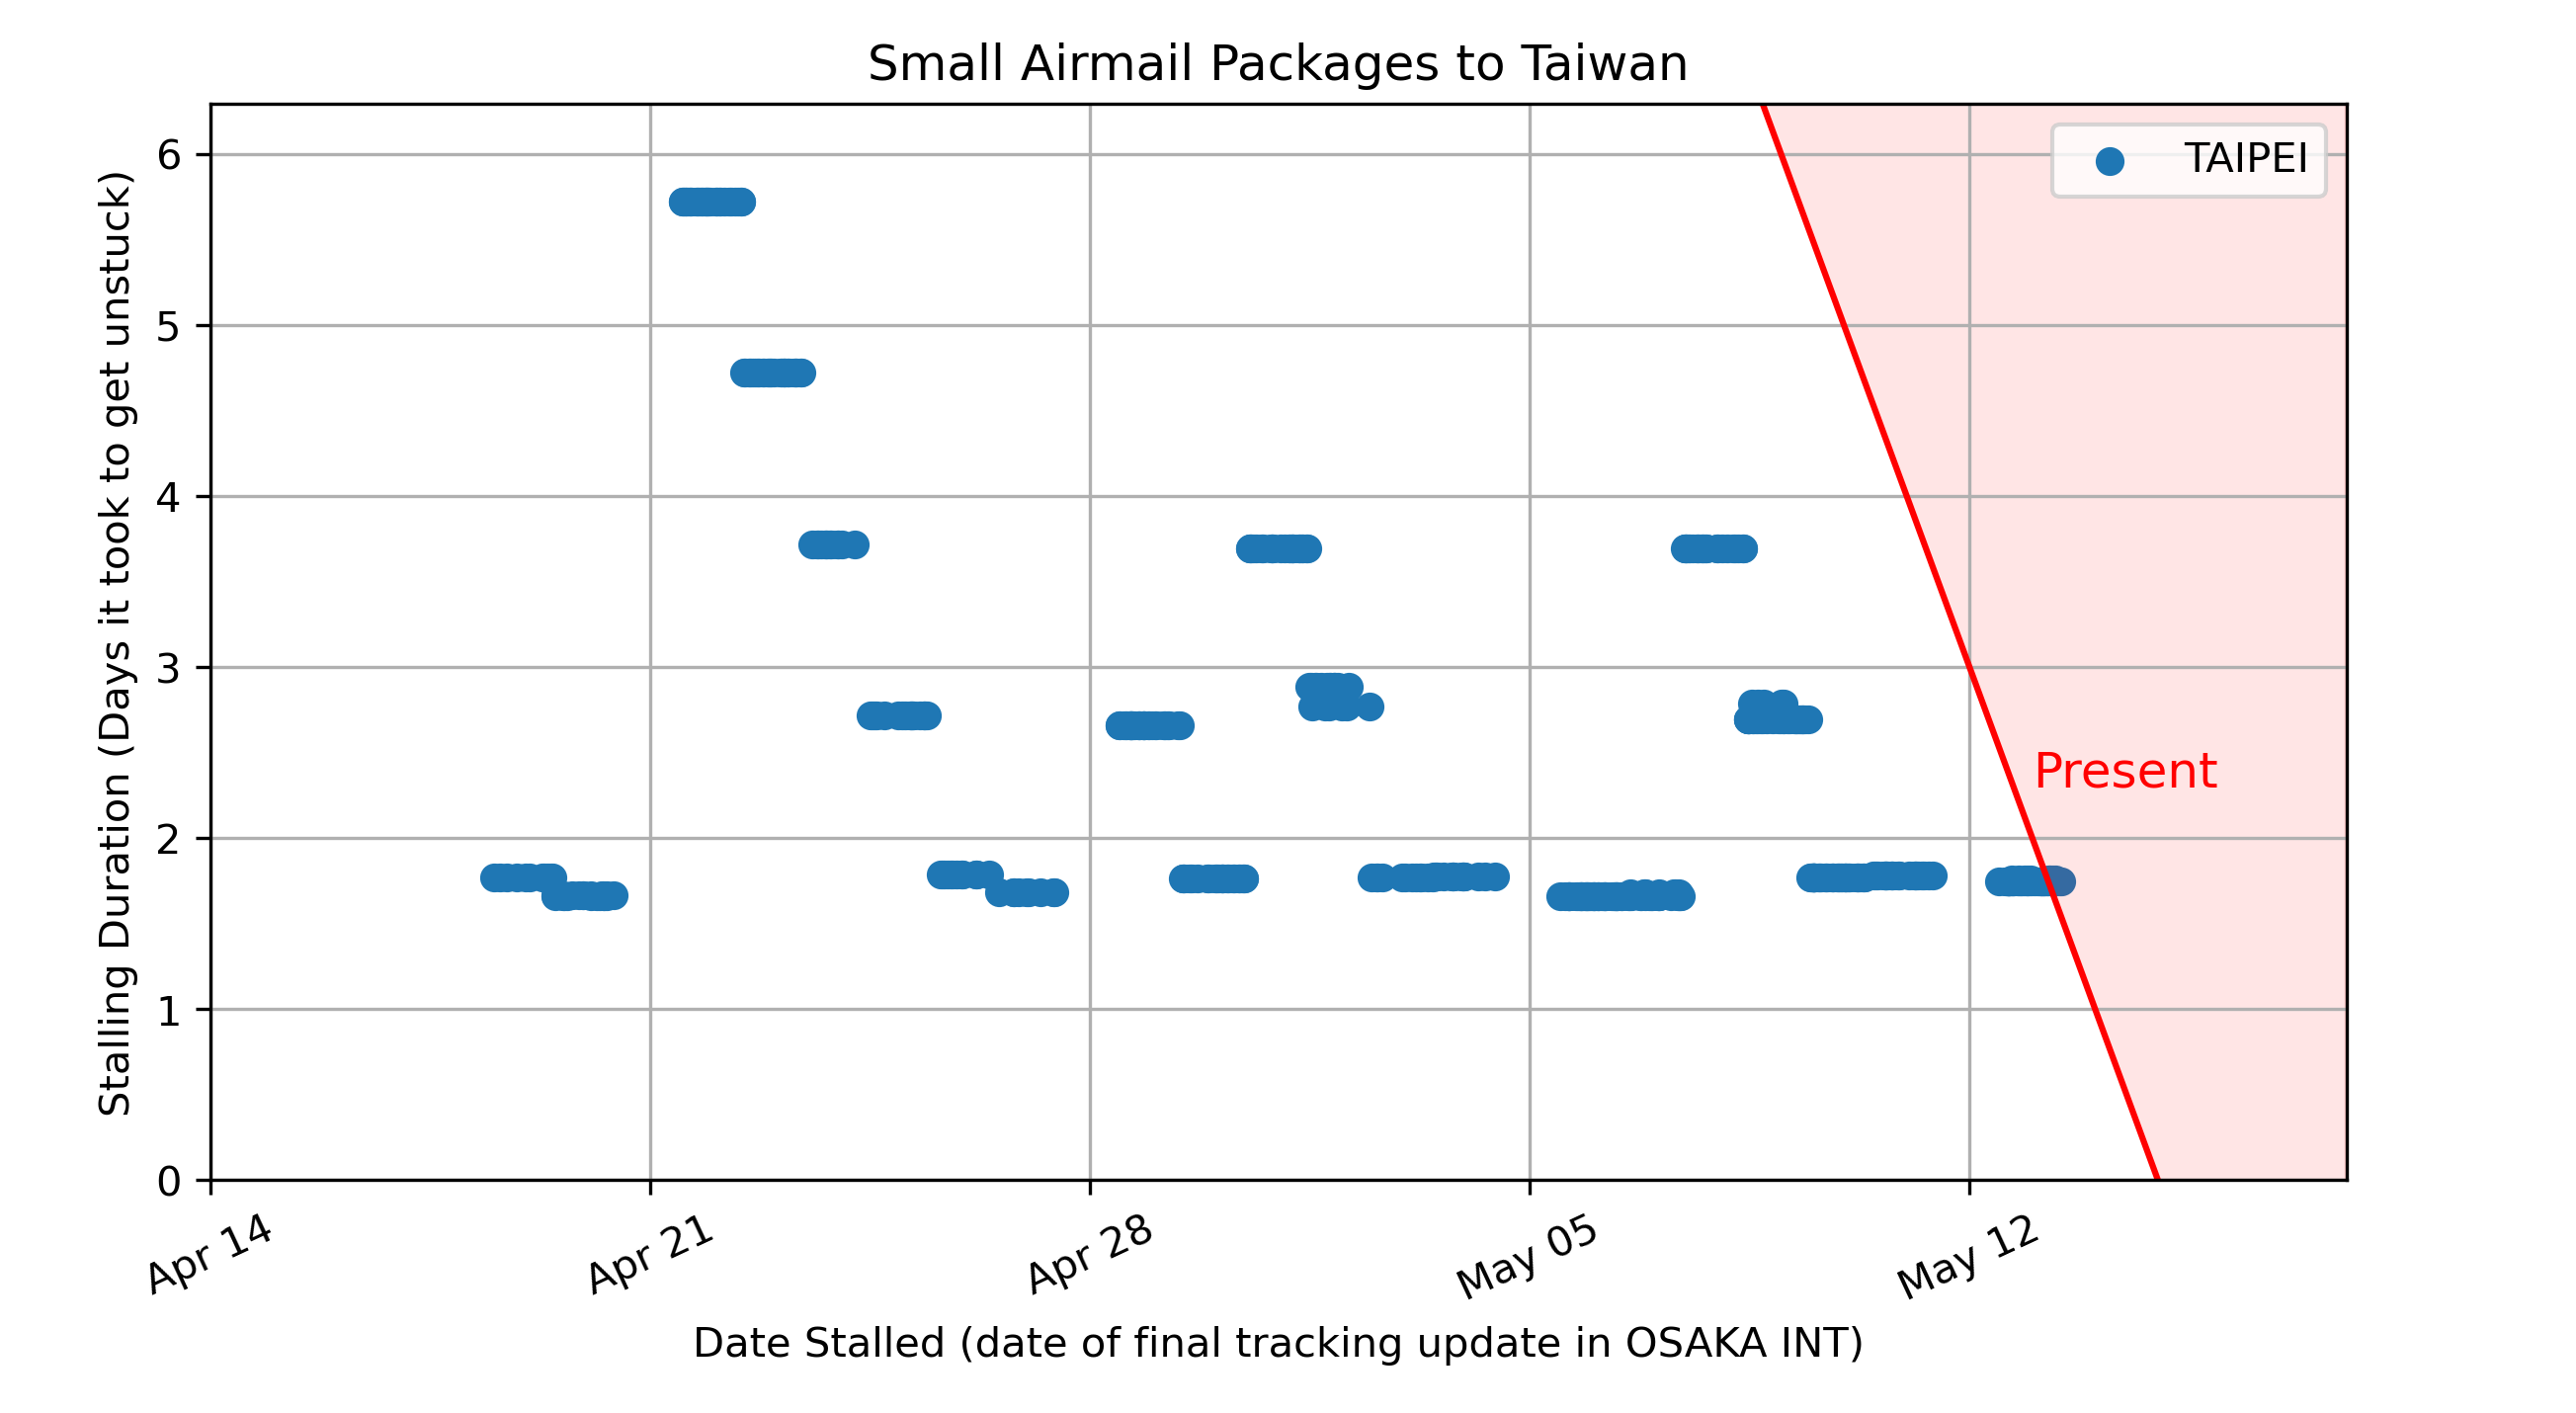 Small Airmail Packages to Taiwan
TAIPEI
Stalling Duration (Days it took to get unstuck)
6
5
4
3
2
1
0
Present
Apr 14
Apr 21
Apr 28
May 05
May 12
Date Stalled (date of final tracking update in OSAKA INT)